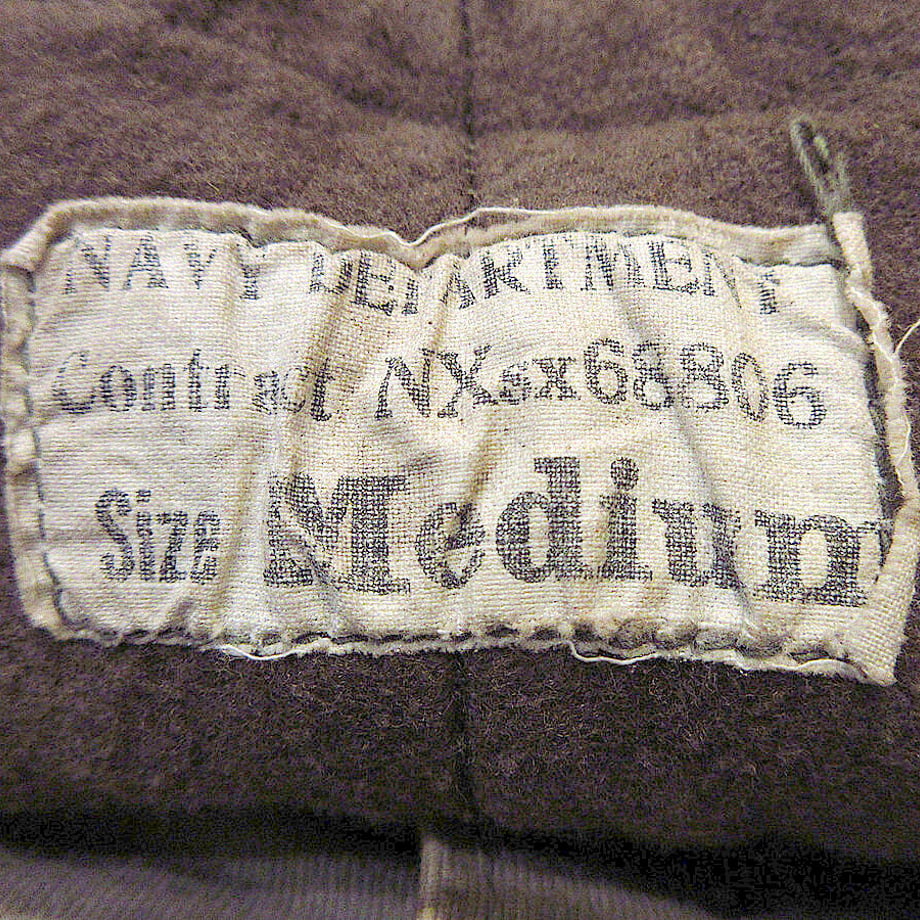 NAVY DEPARTMENT
Contract NXsx68806
Size Medium